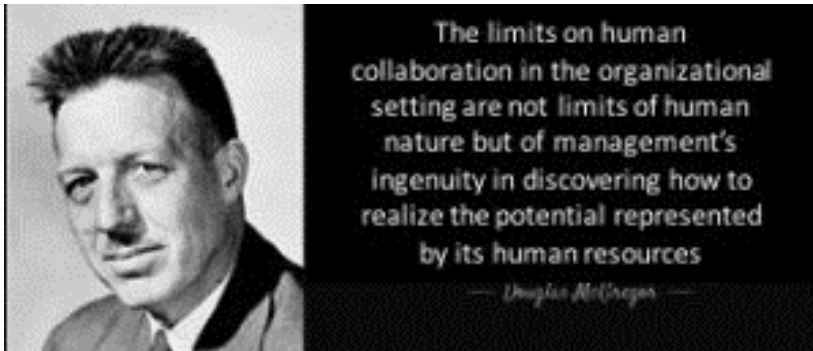 The limits on human
collaboration in the organizational
setting are not limits of human
nature but of management's
ingenuity in discovering how to
realize the potential represented
by its human resources
— Douglas McGregor —